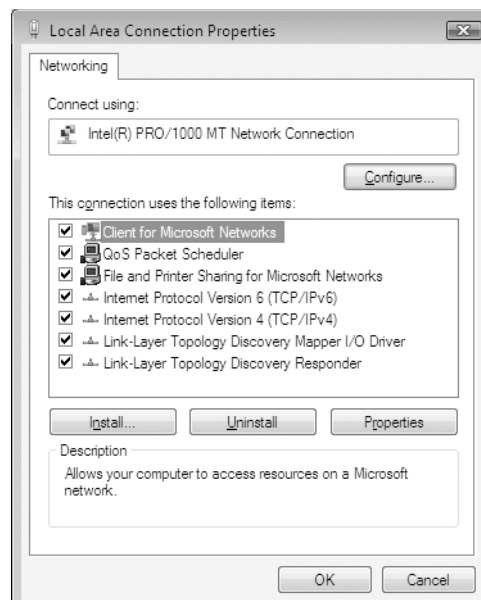 Local Area Connection Properties
Networking
Connect using:
Intel(R) PRO/1000 MT Network Connection
Configure...
This connection uses the following items:
Client for Microsoft Networks
QoS Packet Scheduler
File and Printer Sharing for Microsoft Networks
Internet Protocol Version 6 (TCP/IPv6)
Internet Protocol Version 4 (TCP/IPv4)
Link-Layer Topology Discovery Mapper I/O Driver
Link-Layer Topology Discovery Responder
Install... Uninstall Properties
Description
Allows your computer to access resources on a Microsoft
network.
OK Cancel